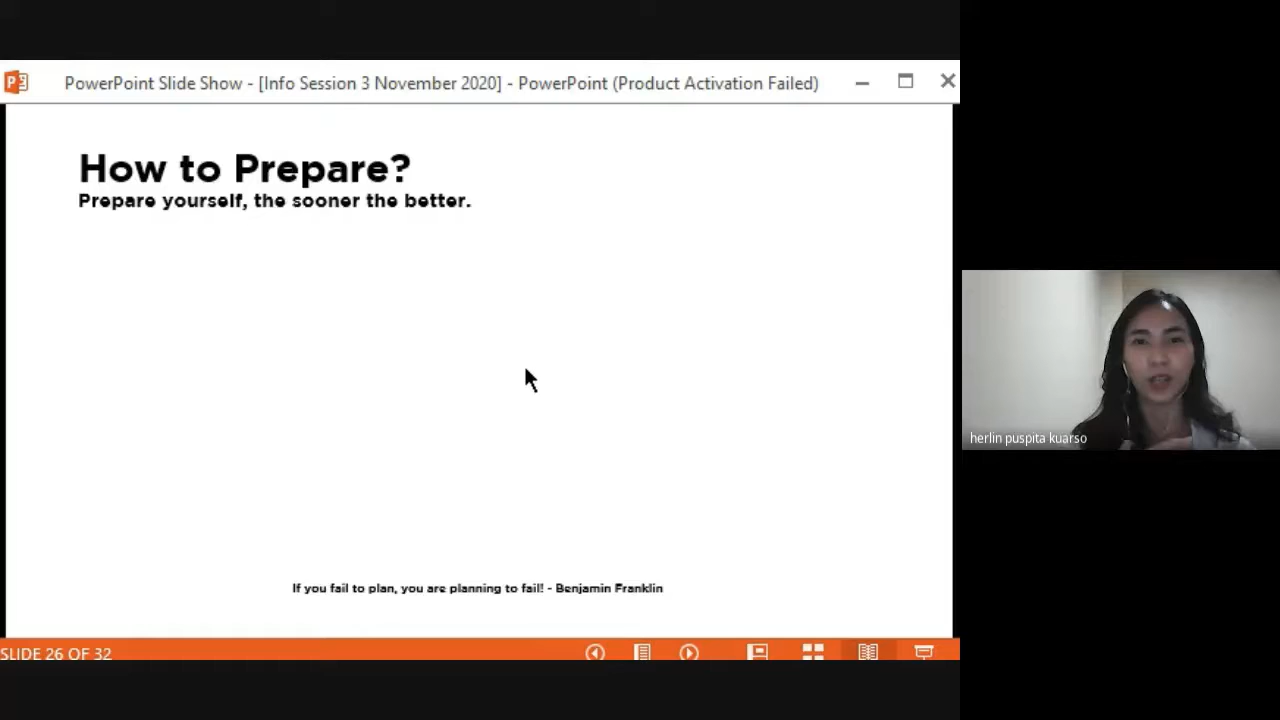 PowerPoint Slide Show - [Info Session 3 November 2020] - PowerPoint (Product Activation Failed)
How to Prepare?
Prepare yourself, the sooner the better.
herlin puspita kuarso
If you fail to plan, you are planning to fail! - Benjamin Franklin
SLIDE 26 OF 32